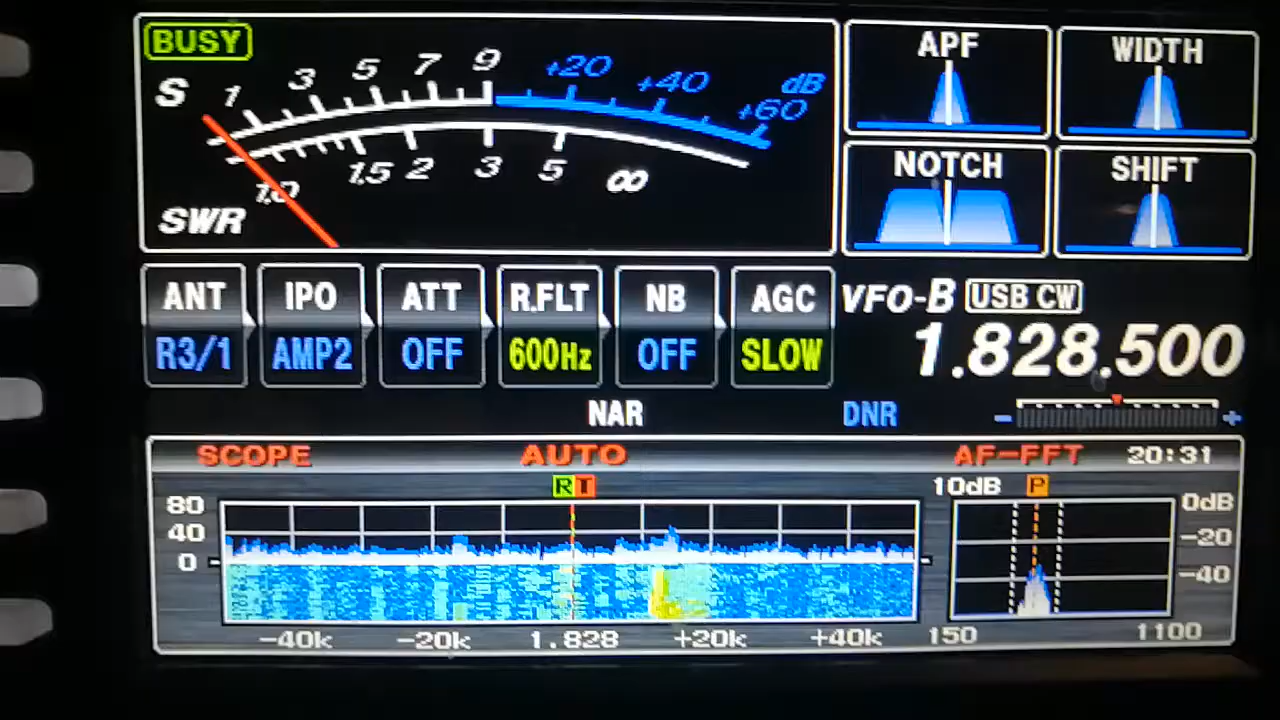 BUSY
S 1 3 5 7 9 +20 +40 +60 dB
1.0 1.5 2 3 5 ∞
SWR
APF
WIDTH
NOTCH
SHIFT
ANT IPO ATT R.FLT NB AGC
R3/1 AMP2 OFF 600Hz OFF SLOW
VFO-B USB CW
1.828.500
NAR DNR - +
SCOPE AUTO AF-FFT 20:31
R T
10dB P
80
40
0
0dB
-20
-40
-40k -20k 1.828 +20k +40k
150 1100